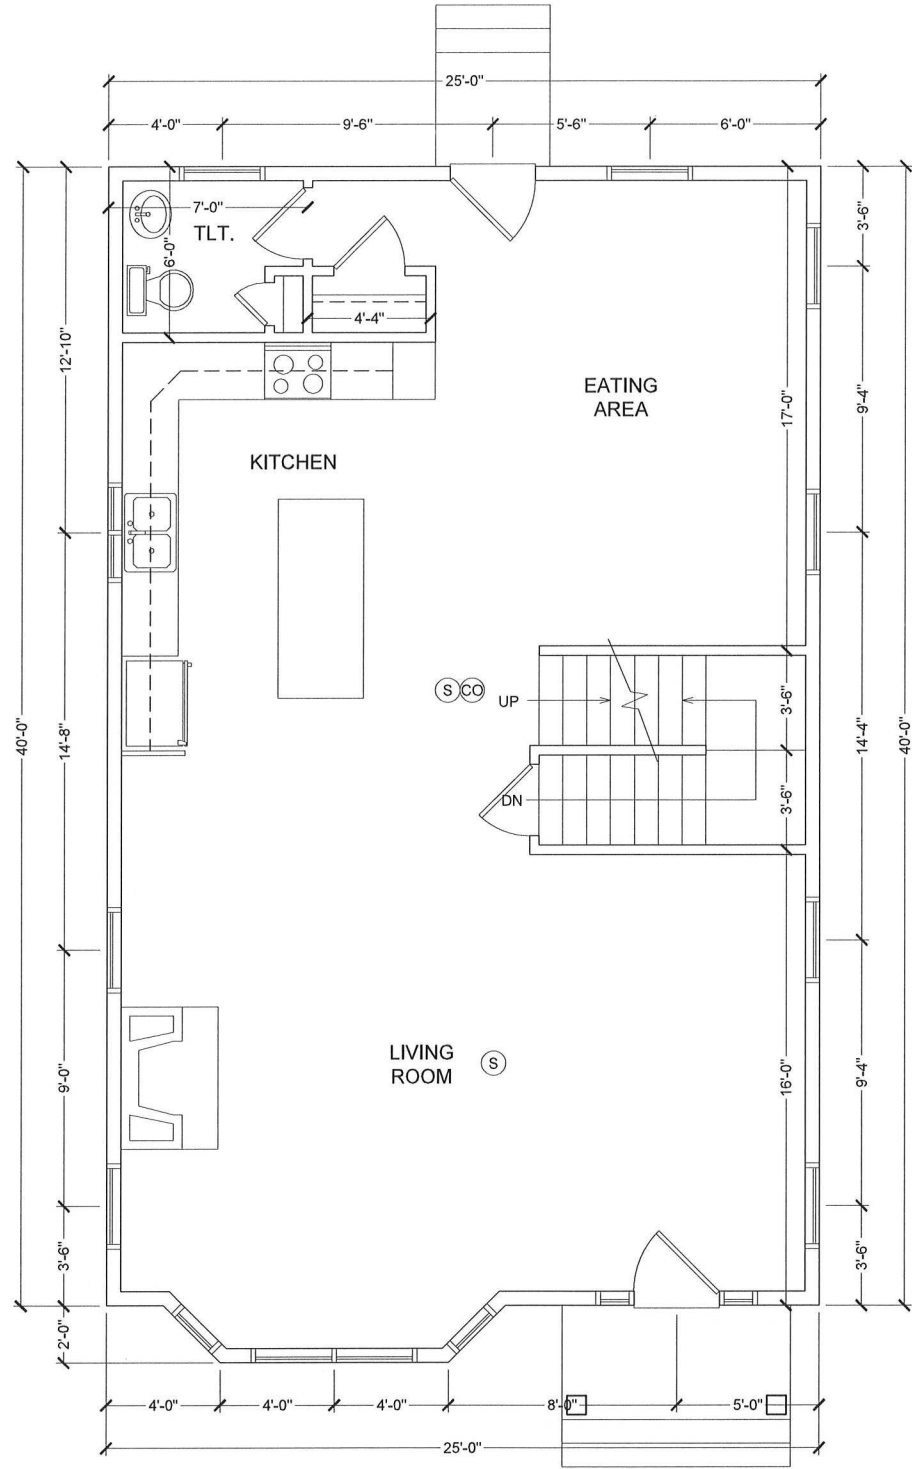 25'-0"
4'-0"
9'-6"
5'-6"
6'-0"
7'-0"
TLT.
6'-0"
3'-6"
4'-4"
12'-10"
EATING
AREA
17'-0"
9'-4"
KITCHEN
S
CO
UP
3'-6"
40'-0"
14'-8"
14'-4"
40'-0"
DN
3'-6"
LIVING
ROOM
S
9'-0"
16'-0"
9'-4"
3'-6"
3'-6"
2'-0"
4'-0"
4'-0"
4'-0"
8'-0"
5'-0"
25'-0"